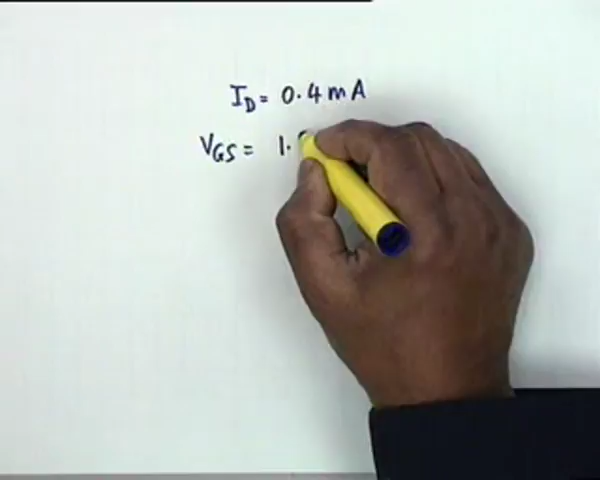 I_D = 0.4 mA
V_GS = 1.